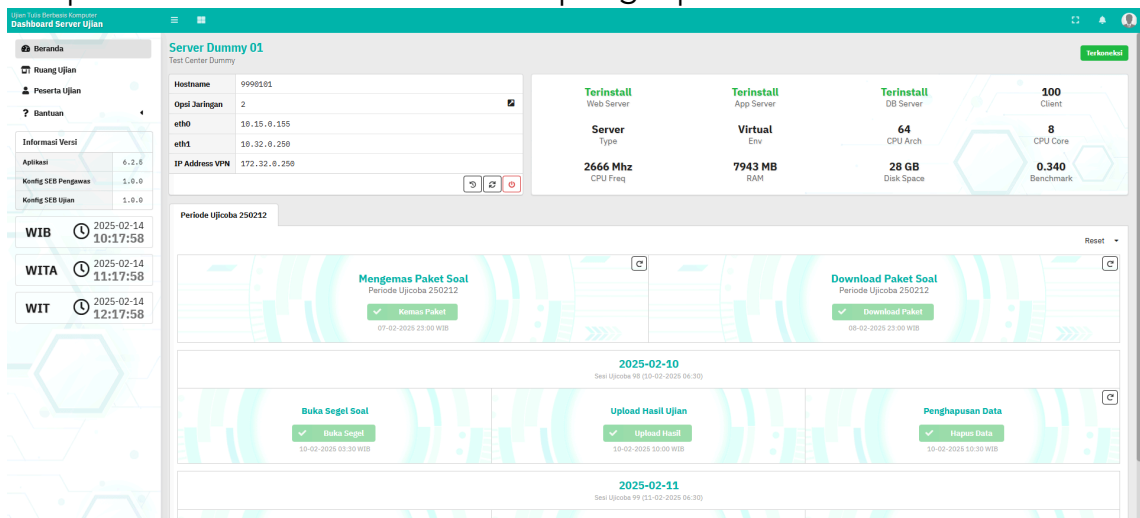 Ujian Tulis Berbasis Komputer
Dashboard Server Ujian
Beranda
Ruang Ujian
Peserta Ujian
Bantuan
Informasi Versi
Aplikasi 6.2.6
Konfig SEB Pengawas 1.0.0
Konfig SEB Ujian 1.0.0
WIB 2025-02-14 10:17:58
WITA 2025-02-14 11:17:58
WIT 2025-02-14 12:17:58
Server Dummy 01
Test Center Dummy
Terkoneksi
Hostname 9990101
Opsi Jaringan 2
eth0 10.15.0.155
eth1 10.32.0.250
IP Address VPN 172.32.0.250
Terinstall Terinstall Terinstall 100
Web Server App Server DB Server Client
Server Virtual 64 8
Type Env CPU Arch CPU Core
2666 Mhz 7943 MB 28 GB 0.340
CPU Freq RAM Disk Space Benchmark
Periode Ujicoba 250212
Reset
Mengemas Paket Soal Download Paket Soal
Periode Ujicoba 250212 Periode Ujicoba 250212
Kemas Paket Download Paket
07-02-2025 23:00 WIB 08-02-2025 23:00 WIB
2025-02-10
Sesi Ujicoba 98 (10-02-2025 06:30)
Buka Segel Soal Upload Hasil Ujian Penghapusan Data
Buka Segel Upload Hasil Hapus Data
10-02-2025 03:30 WIB 10-02-2025 10:00 WIB 10-02-2025 10:30 WIB
2025-02-11
Sesi Ujicoba 99 (11-02-2025 06:30)